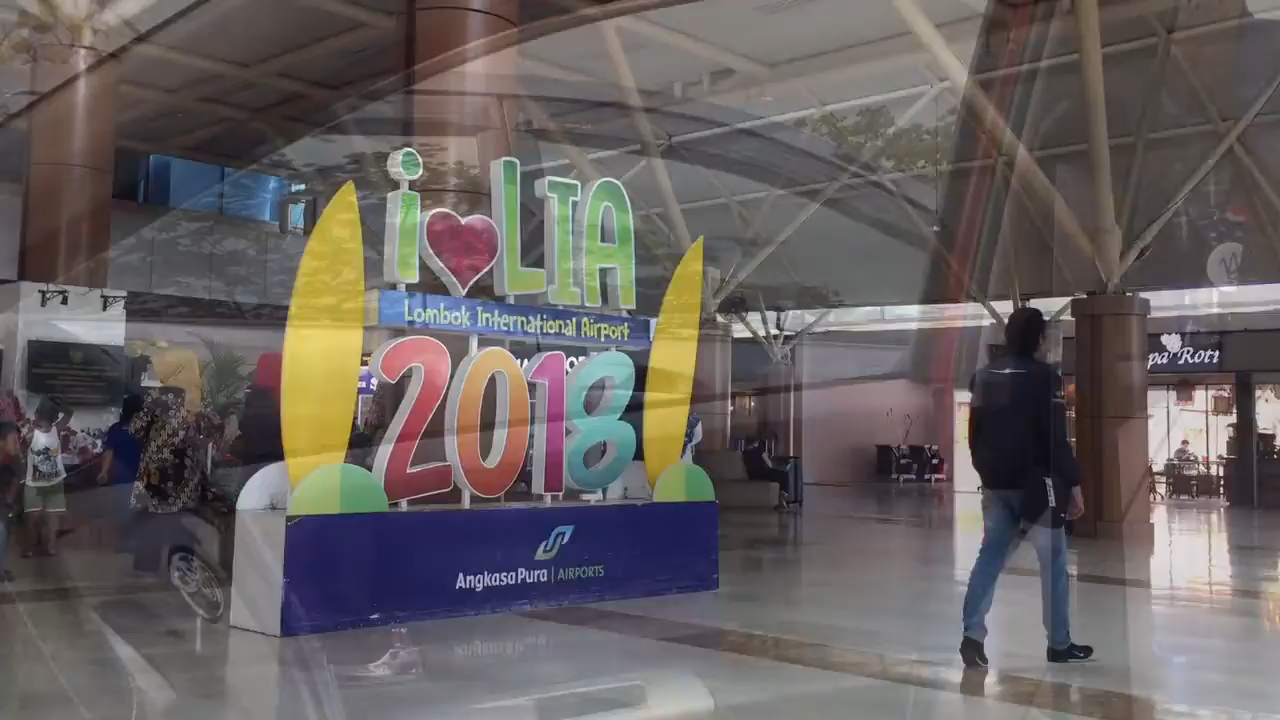 i LIA
Lombok International Airport
2018
AngkasaPura | AIRPORTS
pa' Roti